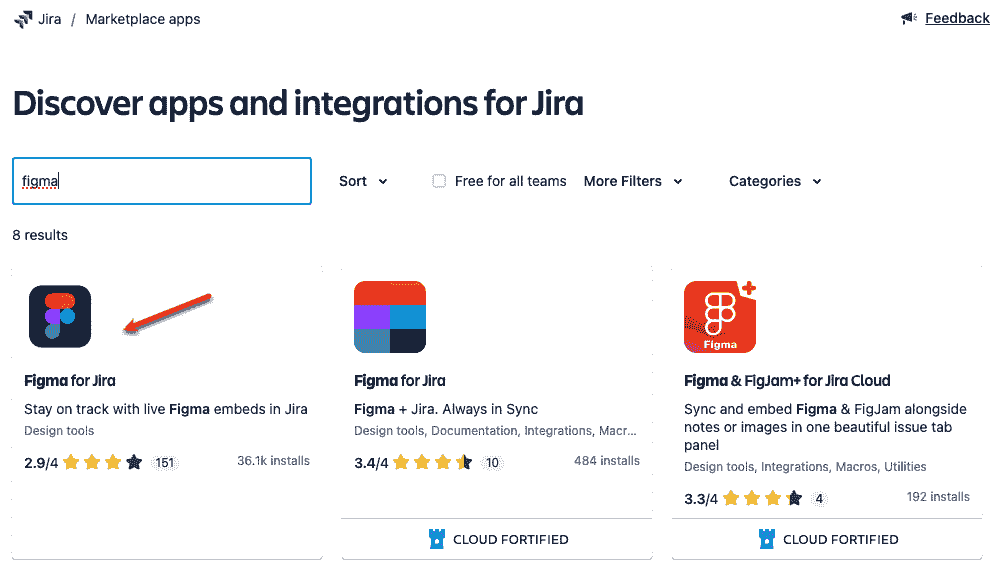 Jira / Marketplace apps
Feedback
Discover apps and integrations for Jira
figma
Sort
Free for all teams
More Filters
Categories
8 results
Figma for Jira
Stay on track with live Figma embeds in Jira
Design tools
2.9/4 151 36.1k installs
Figma for Jira
Figma + Jira. Always in Sync
Design tools, Documentation, Integrations, Macr...
3.4/4 10 484 installs
CLOUD FORTIFIED
Figma
Figma & FigJam+ for Jira Cloud
Sync and embed Figma & FigJam alongside
notes or images in one beautiful issue tab
panel
Design tools, Integrations, Macros, Utilities
3.3/4 4 192 installs
CLOUD FORTIFIED